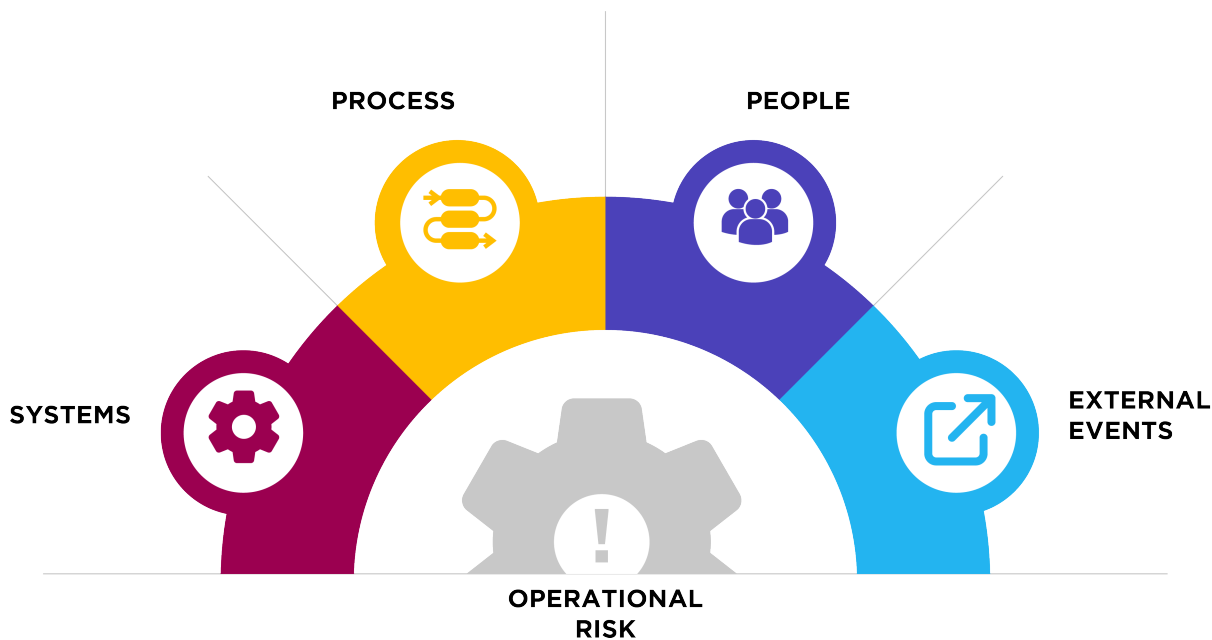 PROCESS
PEOPLE
SYSTEMS
EXTERNAL
EVENTS
!
OPERATIONAL
RISK